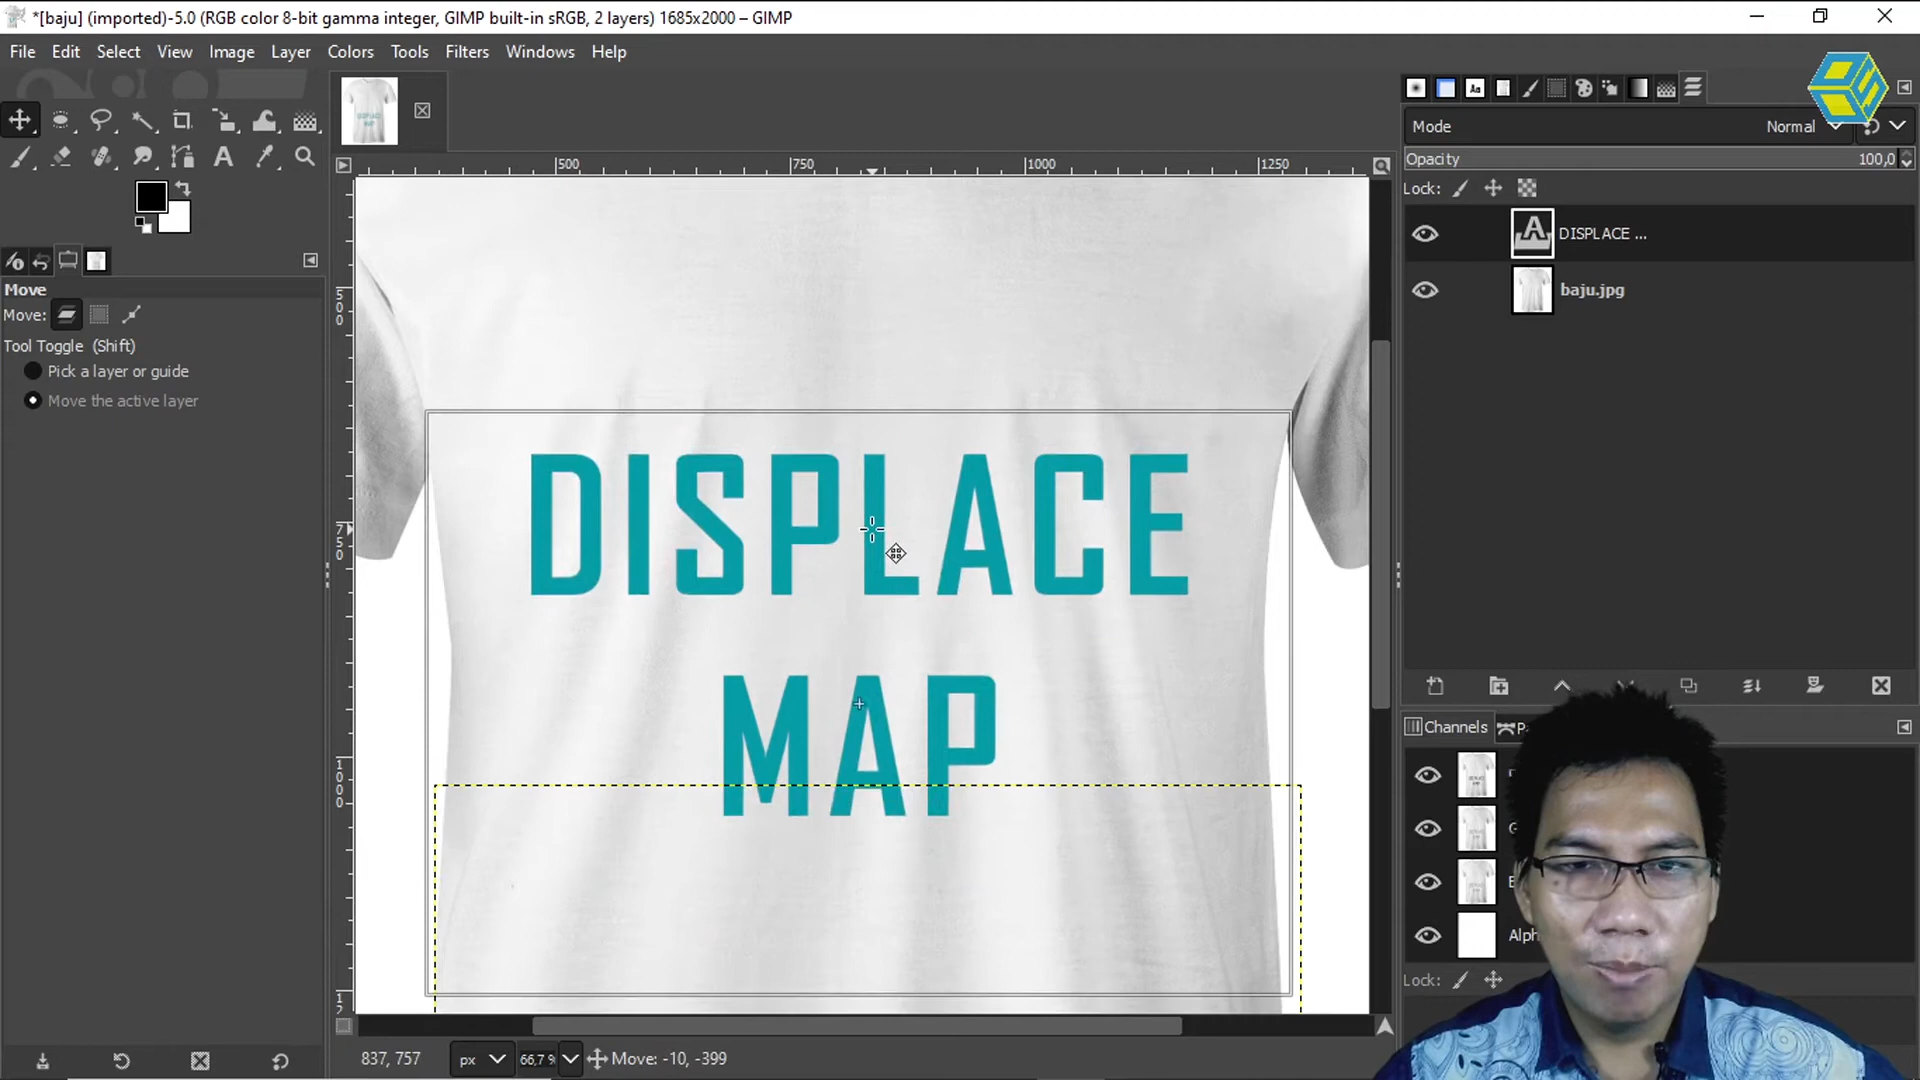 *[baju] (imported)-5.0 (RGB color 8-bit gamma integer, GIMP built-in sRGB, 2 layers) 1685x2000 – GIMP
File Edit Select View Image Layer Colors Tools Filters Windows Help
Mode Normal
Opacity 100,0
Lock:
DISPLACE ...
baju.jpg
Move
Move:
Tool Toggle (Shift)
Pick a layer or guide
Move the active layer
500 750 1000 1250
500
750
1000
DISPLACE
MAP
Channels
Lock:
837, 757 px 66,7 % Move: -10, -399